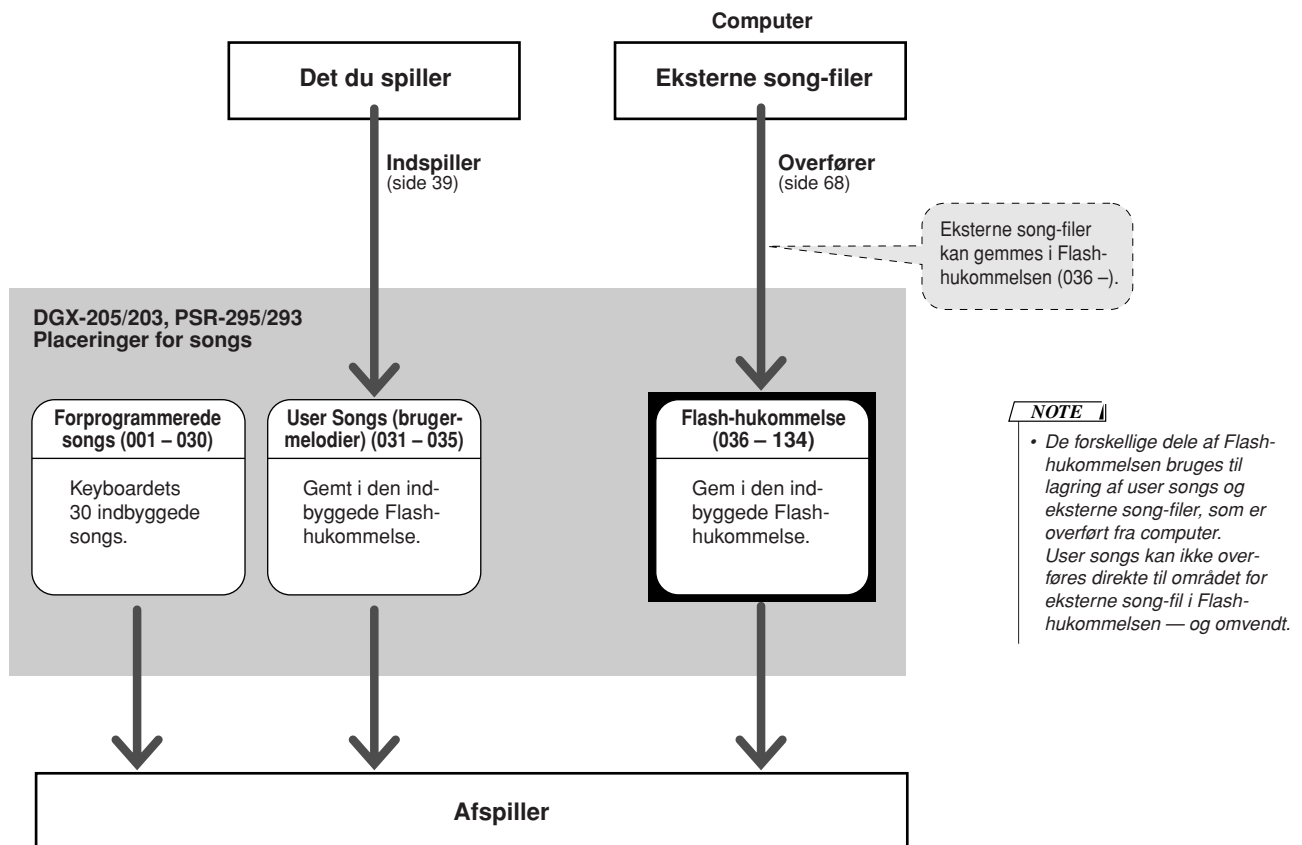 Computer
Det du spiller
Eksterne song-filer
Indspiller
(side 39)
Overfører
(side 68)
Eksterne song-filer
kan gemmes i Flash-
hukommelsen (036 –).
DGX-205/203, PSR-295/293
Placeringer for songs
Forprogrammerede
songs (001 – 030)
Keyboardets
30 indbyggede
songs.
User Songs (bruger-
melodier) (031 – 035)
Gemt i den ind-
byggede Flash-
hukommelse.
Flash-hukommelse
(036 – 134)
Gem i den ind-
byggede Flash-
hukommelse.
NOTE
• De forskellige dele af Flash-
hukommelsen bruges til
lagring af user songs og
eksterne song-filer, som er
overført fra computer.
User songs kan ikke over-
føres direkte til området for
eksterne song-fil i Flash-
hukommelsen — og omvendt.
Afspiller